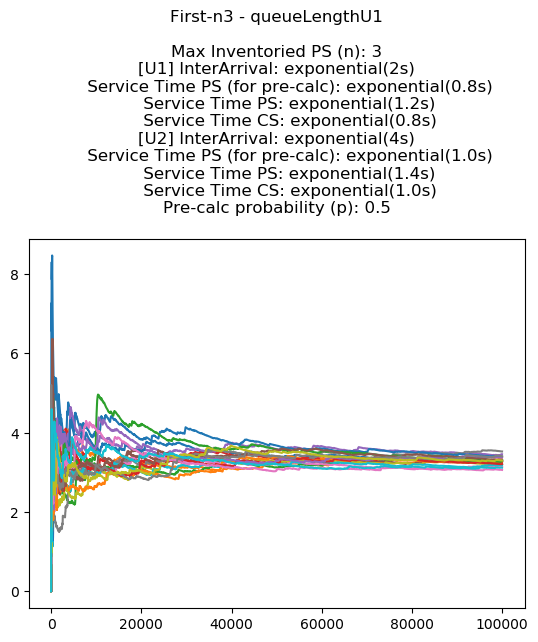 First-n3 - queueLengthU1
Max Inventoried PS (n): 3
[U1] InterArrival: exponential(2s)
Service Time PS (for pre-calc): exponential(0.8s)
Service Time PS: exponential(1.2s)
Service Time CS: exponential(0.8s)
[U2] InterArrival: exponential(4s)
Service Time PS (for pre-calc): exponential(1.0s)
Service Time PS: exponential(1.4s)
Service Time CS: exponential(1.0s)
Pre-calc probability (p): 0.5
8
6
4
2
0
0 20000 40000 60000 80000 100000